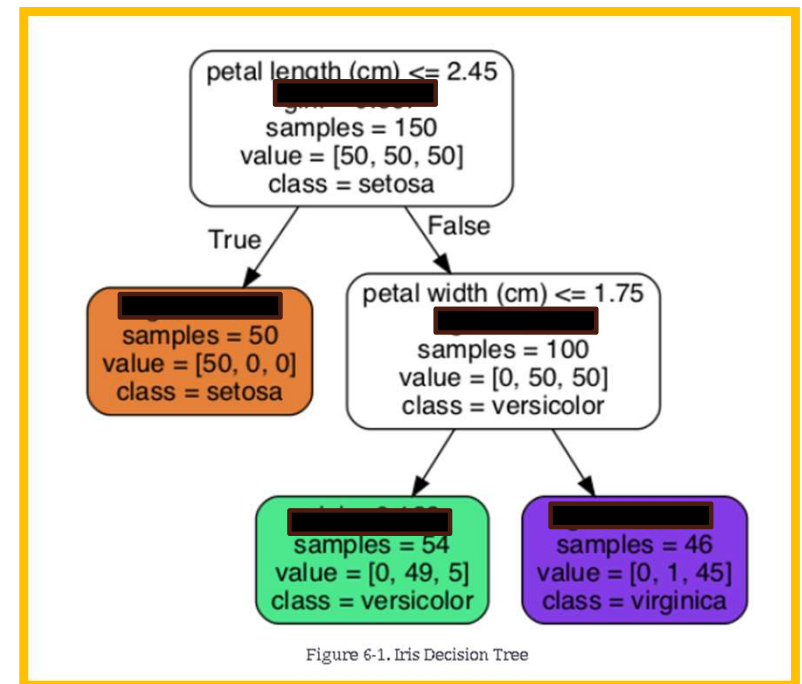 petal length (cm) <= 2.45
samples = 150
value = [50, 50, 50]
class = setosa
True
False
samples = 50
value = [50, 0, 0]
class = setosa
petal width (cm) <= 1.75
samples = 100
value = [0, 50, 50]
class = versicolor
samples = 54
value = [0, 49, 5]
class = versicolor
samples = 46
value = [0, 1, 45]
class = virginica
Figure 6-1. Iris Decision Tree